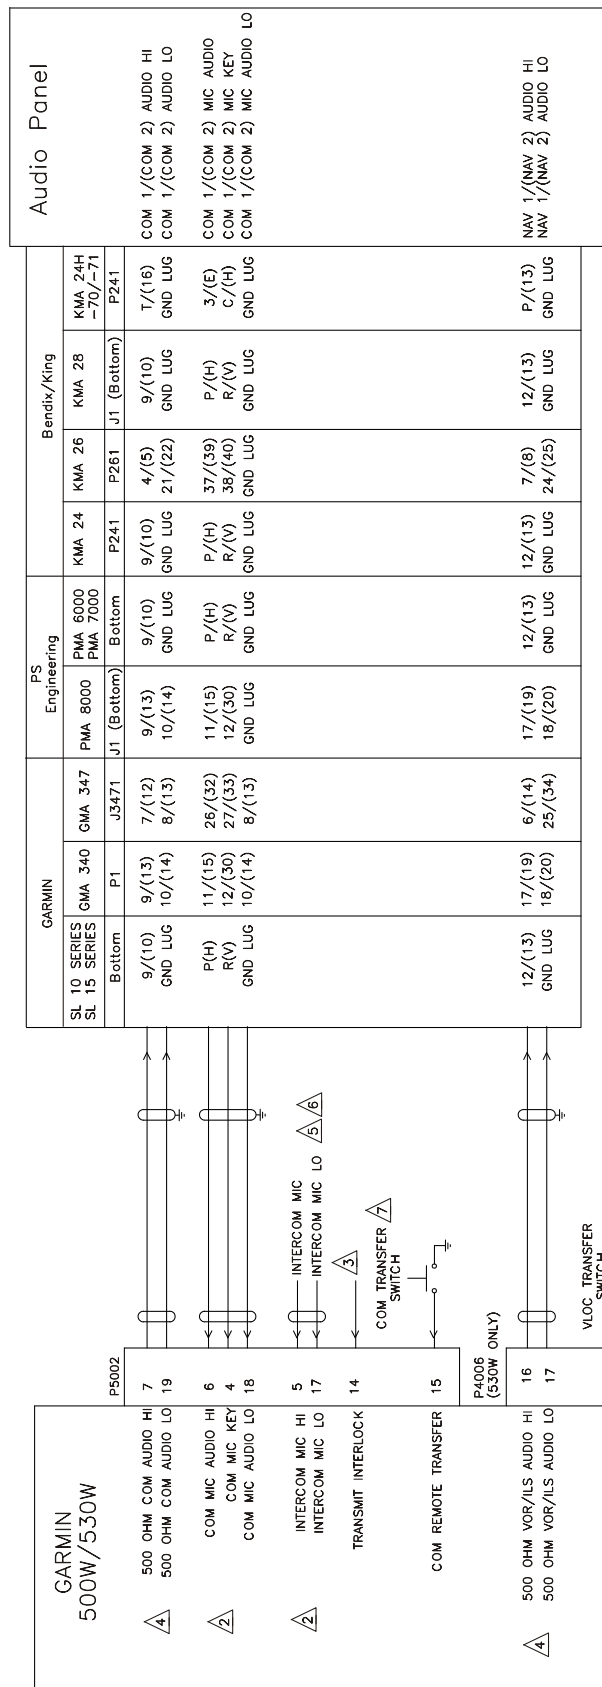 GARMIN
500W/530W
P5002
500 OHM COM AUDIO HI 7
500 OHM COM AUDIO LO 19
4
COM MIC AUDIO HI 6
COM MIC KEY 4
COM MIC AUDIO LO 18
2
INTERCOM MIC HI 5 INTERCOM MIC
INTERCOM MIC LO 17 INTERCOM MIC LO
2
5 6
TRANSMIT INTERLOCK 14
3
COM TRANSFER 7
SWITCH
COM REMOTE TRANSFER 15
P4006
(530W ONLY)
500 OHM VOR/ILS AUDIO HI 16
500 OHM VOR/ILS AUDIO LO 17
4
VLOC TRANSFER
SWITCH
GARMIN PS Engineering Bendix/King Audio Panel
SL 10 SERIES SL 15 SERIES GMA 340 GMA 347 PMA 8000 PMA 6000 PMA 7000 KMA 24 KMA 26 KMA 28 KMA 24H -70/-71
Bottom P1 J3471 J1 (Bottom) Bottom P241 P261 J1 (Bottom) P241
9/(10) 9/(13) 7/(12) 9/(13) 9/(10) 9/(10) 4/(5) 9/(10) T/(16) COM 1/(COM 2) AUDIO HI
GND LUG 10/(14) 8/(13) 10/(14) GND LUG GND LUG 21/(22) GND LUG GND LUG COM 1/(COM 2) AUDIO LO
P(H) 11/(15) 26/(32) 11/(15) P/(H) P/(H) 37/(39) P/(H) 3/(E) COM 1/(COM 2) MIC AUDIO
R(V) 12/(30) 27/(33) 12/(30) R/(V) R/(V) 38/(40) R/(V) C/(H) COM 1/(COM 2) MIC KEY
GND LUG 10/(14) 8/(13) GND LUG GND LUG GND LUG GND LUG GND LUG GND LUG COM 1/(COM 2) MIC AUDIO LO
12/(13) 17/(19) 6/(14) 17/(19) 12/(13) 12/(13) 7/(8) 12/(13) P/(13) NAV 1/(NAV 2) AUDIO HI
GND LUG 18/(20) 25/(34) 18/(20) GND LUG GND LUG 24/(25) GND LUG GND LUG NAV 1/(NAV 2) AUDIO LO